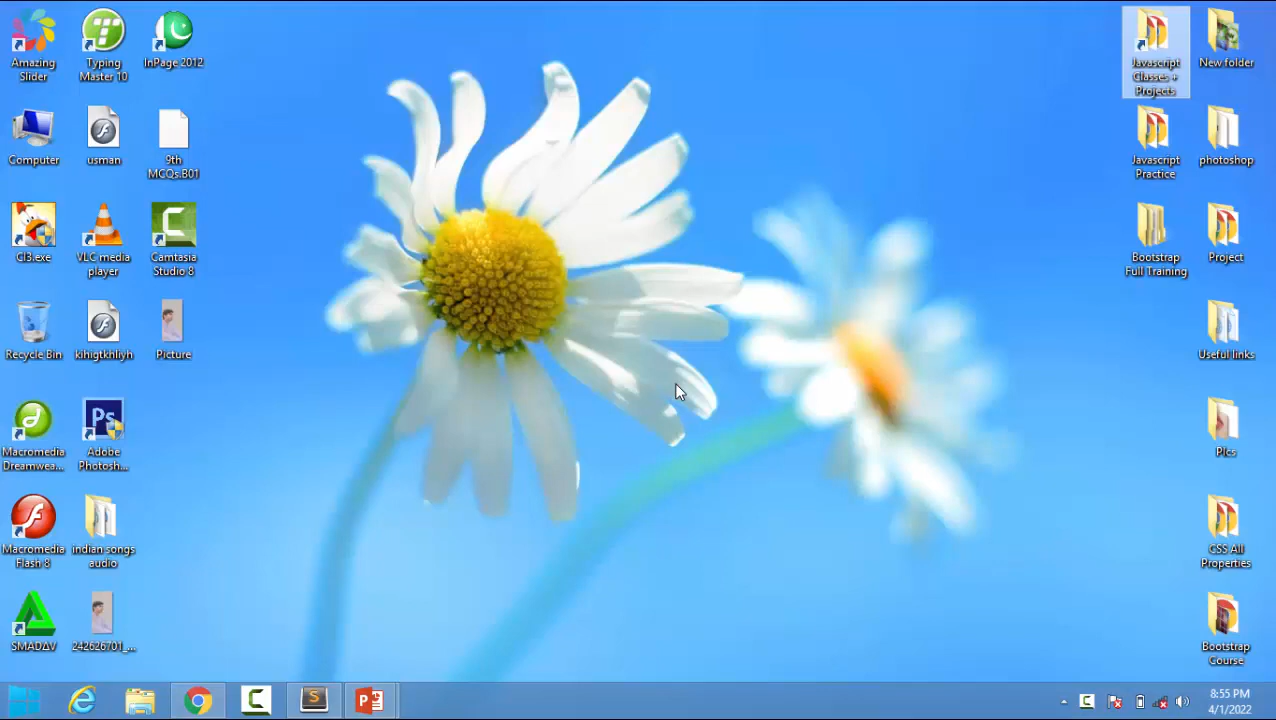 Amazing
Slider
Typing
Master 10
InPage 2012
Computer
usman
9th
MCQs.B01
CI3.exe
VLC media
player
Camtasia
Studio 8
Recycle Bin
kihigtkhliyh
Picture
Macromedia
Dreamwea...
Adobe
Photosh...
Macromedia
Flash 8
indian songs
audio
SMADΔV
242626701_...
Javascript
Classes +
Projects
New folder
Javascript
Practice
photoshop
Bootstrap
Full Training
Project
Useful links
Pics
CSS All
Properties
Bootstrap
Course
8:55 PM
4/1/2022